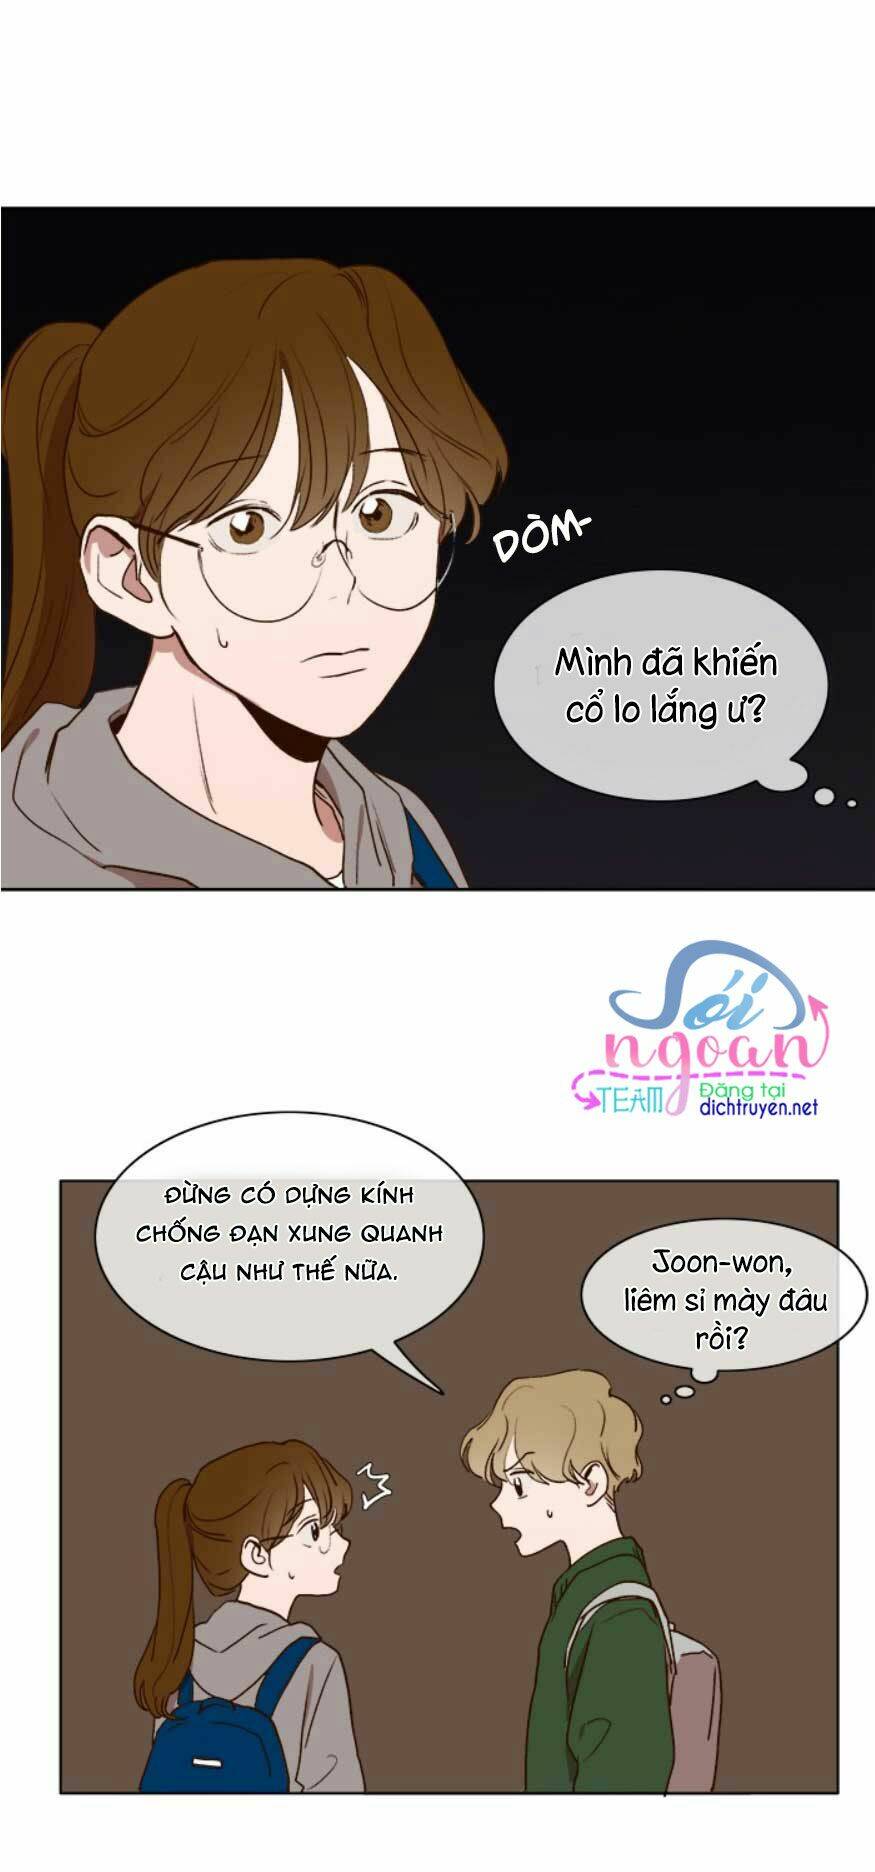 DÒM-
Mình đã khiến
cổ lo lắng ư?
Sói
ngoan
TEAM
Đăng tại
dichtruyen.net
ĐỪNG CÓ DỰNG KÍNH
CHỐNG ĐẠN XUNG QUANH
CẬU NHƯ THẾ NỮA.
Joon-won,
liêm sỉ mày đâu
rồi?